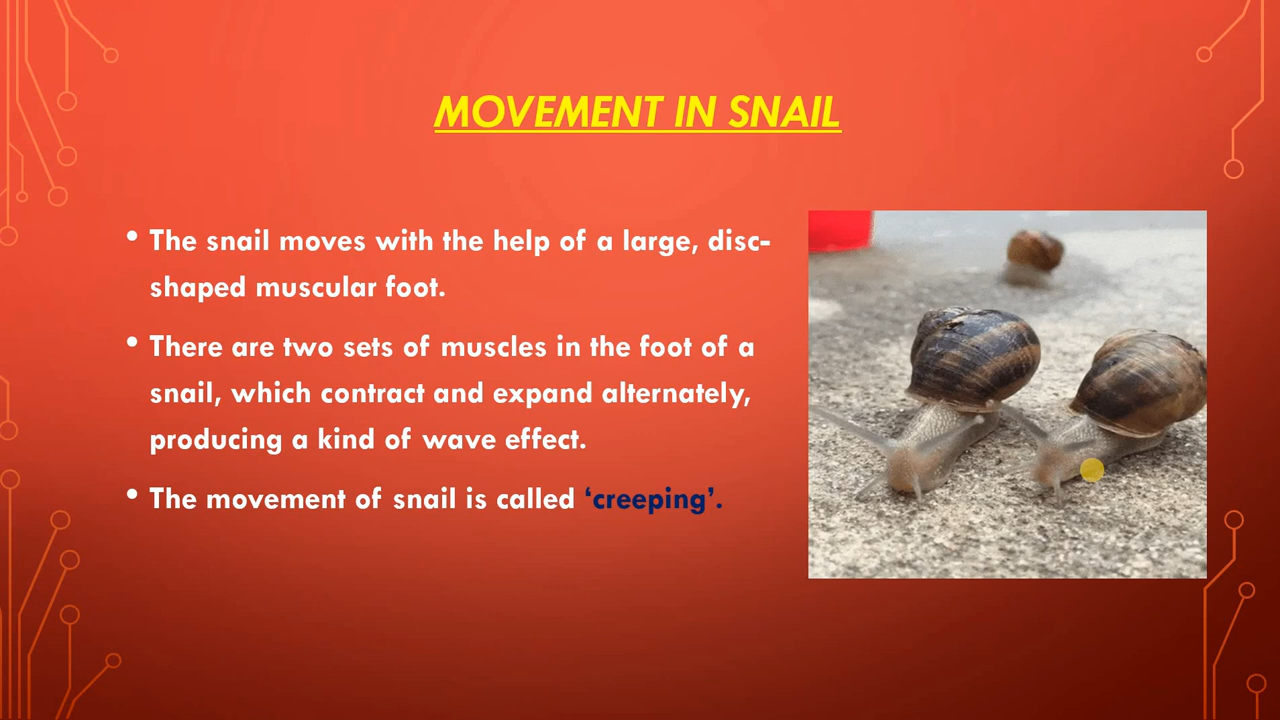 MOVEMENT IN SNAIL
• The snail moves with the help of a large, disc-
shaped muscular foot.
• There are two sets of muscles in the foot of a
snail, which contract and expand alternately,
producing a kind of wave effect.
• The movement of snail is called ‘creeping’.